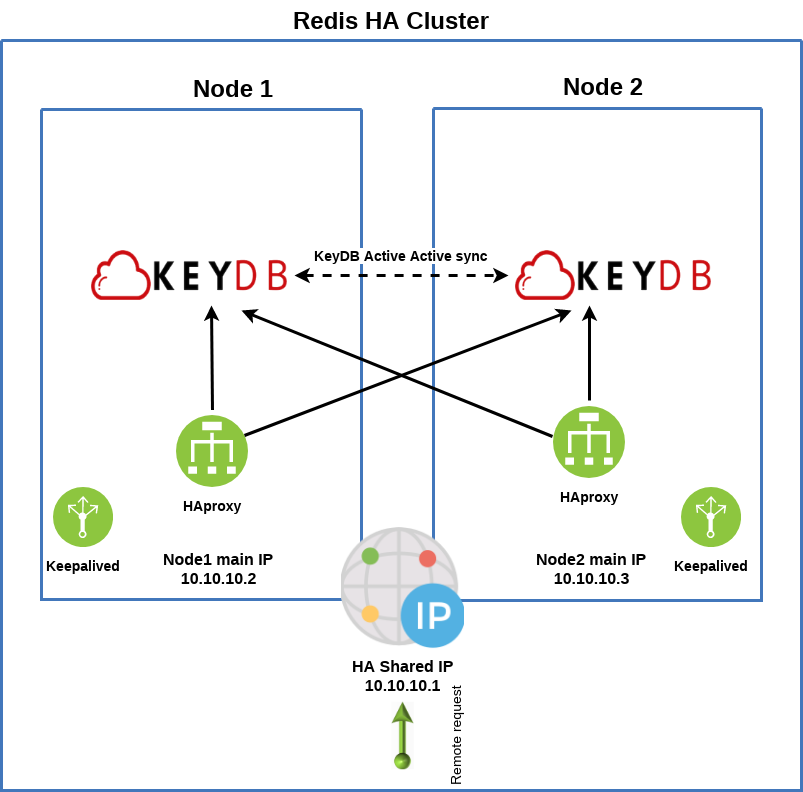 Redis HA Cluster
Node 1
Node 2
KeyDB Active Active sync
KEYDB
KEYDB
HAproxy
HAproxy
Keepalived
Node1 main IP
10.10.10.2
Node2 main IP
10.10.10.3
Keepalived
IP
HA Shared IP
10.10.10.1
Remote request